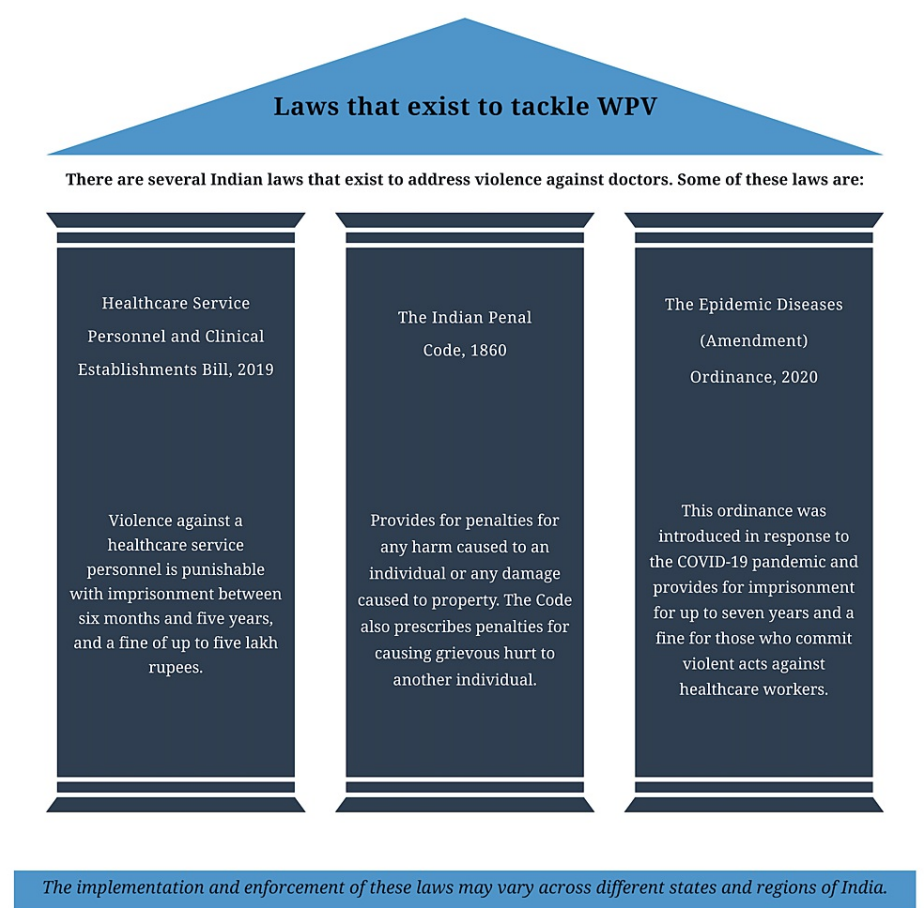 Laws that exist to tackle WPV
There are several Indian laws that exist to address violence against doctors. Some of these laws are:
Healthcare Service
Personnel and Clinical
Establishments Bill, 2019
Violence against a
healthcare service
personnel is punishable
with imprisonment between
six months and five years,
and a fine of up to five lakh
rupees.
The Indian Penal
Code, 1860
Provides for penalties for
any harm caused to an
individual or any damage
caused to property. The Code
also prescribes penalties for
causing grievous hurt to
another individual.
The Epidemic Diseases
(Amendment)
Ordinance, 2020
This ordinance was
introduced in response to
the COVID-19 pandemic and
provides for imprisonment
for up to seven years and a
fine for those who commit
violent acts against
healthcare workers.
The implementation and enforcement of these laws may vary across different states and regions of India.